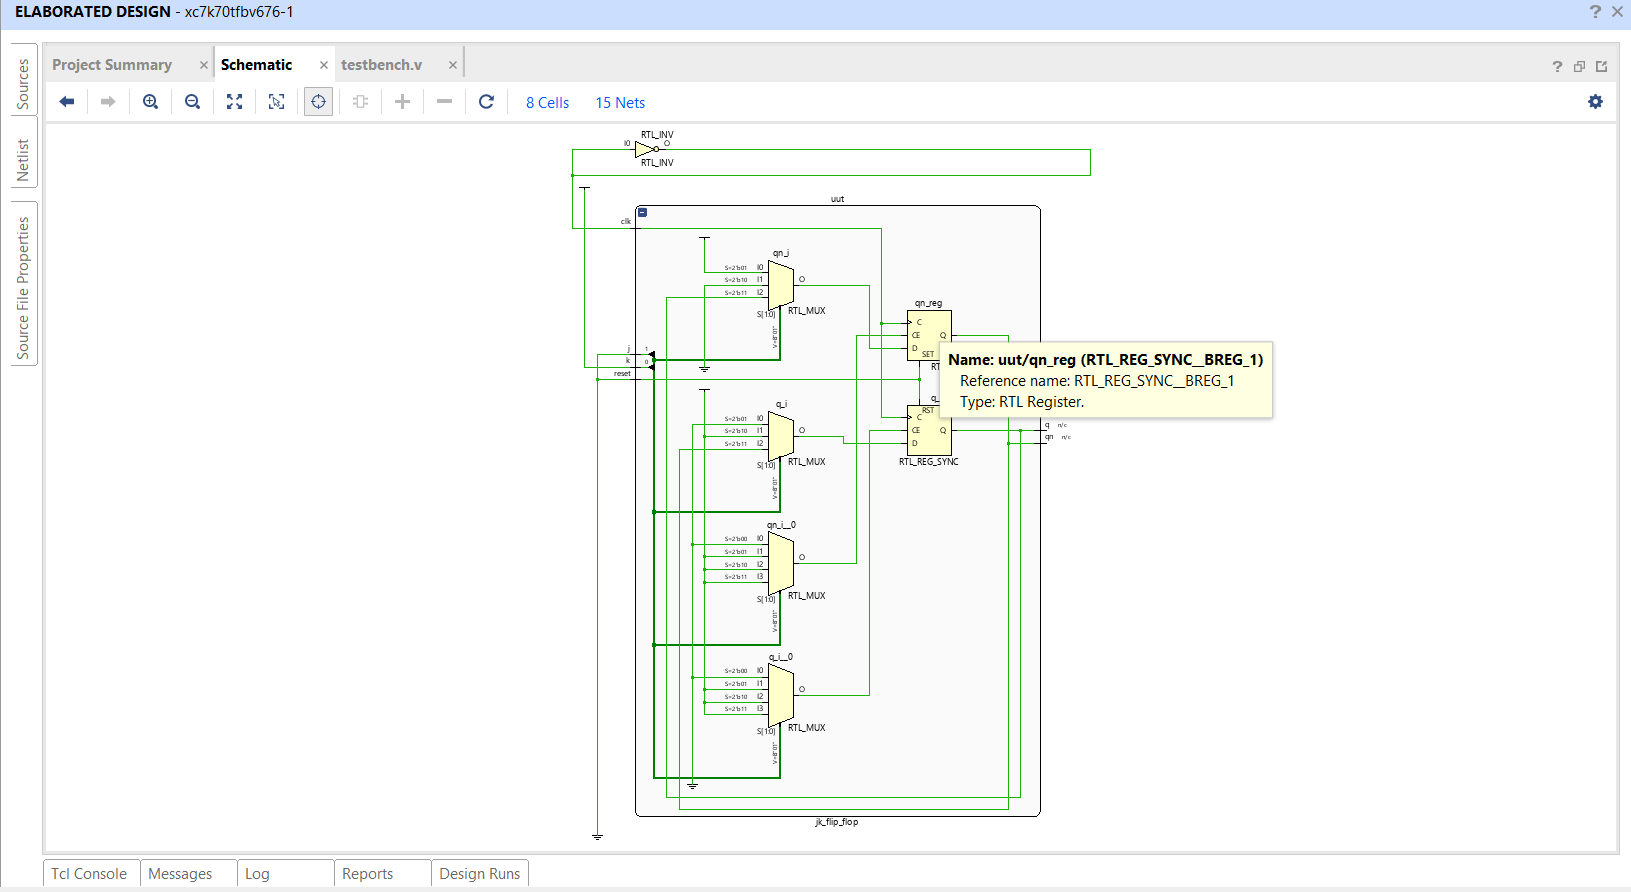 ELABORATED DESIGN - xc7k70tfbv676-1
Sources
Netlist
Source File Properties
Project Summary
Schematic
testbench.v
8 Cells
15 Nets
RTL_INV
I0
O
RTL_INV
uut
clk
qn_i
S=2'b01 I0
S=2'b10 I1
S=2'b11 I2
O
S[1:0]
RTL_MUX
j
1
k
0
reset
qn_reg
C
CE
D
Q
SET
RT
Name: uut/qn_reg (RTL_REG_SYNC__BREG_1)
Reference name: RTL_REG_SYNC__BREG_1
Type: RTL Register.
q_i
S=2'b01 I0
S=2'b10 I1
S=2'b11 I2
O
S[1:0]
RTL_MUX
q_
RST
C
CE
D
Q
RTL_REG_SYNC
q n/c
qn n/c
qn_i__0
S=2'b00 I0
S=2'b01 I1
S=2'b10 I2
S=2'b11 I3
O
S[1:0]
RTL_MUX
q_i__0
S=2'b00 I0
S=2'b01 I1
S=2'b10 I2
S=2'b11 I3
O
S[1:0]
RTL_MUX
jk_flip_flop
Tcl Console
Messages
Log
Reports
Design Runs